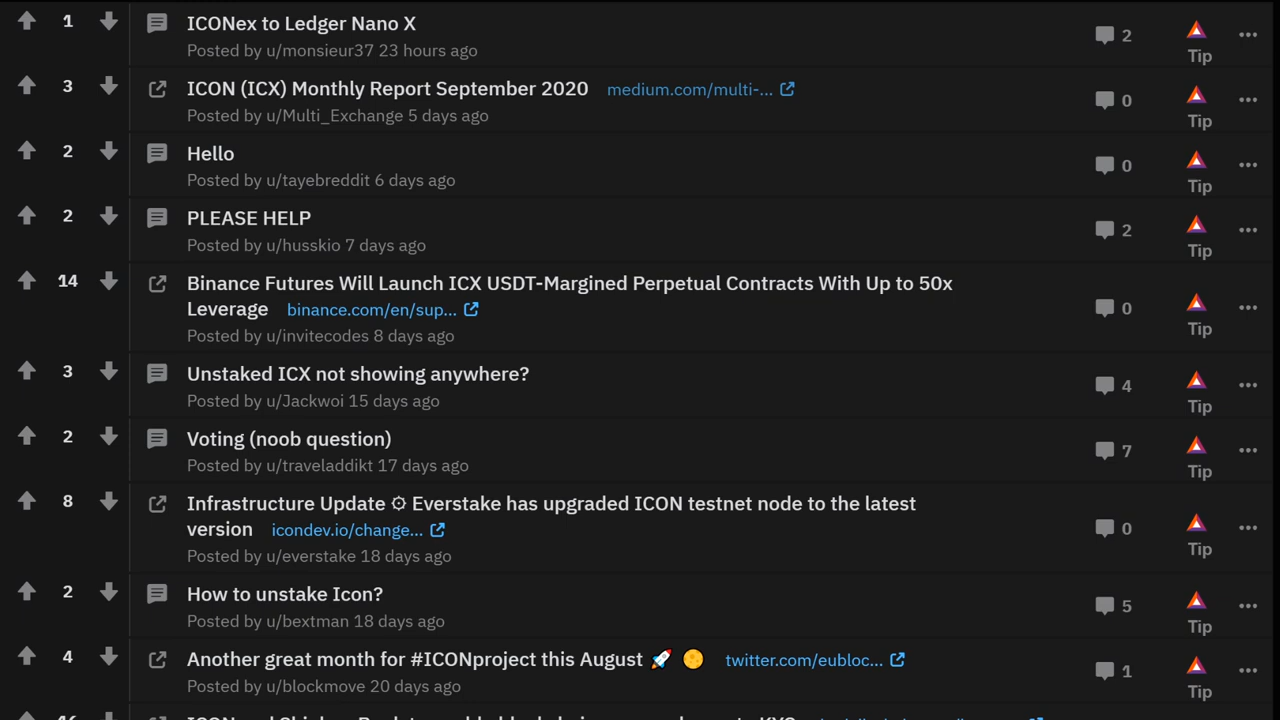 1 ICONex to Ledger Nano X
Posted by u/monsieur37 23 hours ago
2
Tip
3 ICON (ICX) Monthly Report September 2020 medium.com/multi-...
Posted by u/Multi_Exchange 5 days ago
0
Tip
2 Hello
Posted by u/tayebreddit 6 days ago
0
Tip
2 PLEASE HELP
Posted by u/husskio 7 days ago
2
Tip
14 Binance Futures Will Launch ICX USDT-Margined Perpetual Contracts With Up to 50x
Leverage binance.com/en/sup...
Posted by u/invitecodes 8 days ago
0
Tip
3 Unstaked ICX not showing anywhere?
Posted by u/Jackwoi 15 days ago
4
Tip
2 Voting (noob question)
Posted by u/traveladdikt 17 days ago
7
Tip
8 Infrastructure Update ⚙ Everstake has upgraded ICON testnet node to the latest
version icondev.io/change...
Posted by u/everstake 18 days ago
0
Tip
2 How to unstake Icon?
Posted by u/bextman 18 days ago
5
Tip
4 Another great month for #ICONproject this August 🚀 🌕 twitter.com/eubloc...
Posted by u/blockmove 20 days ago
1
Tip